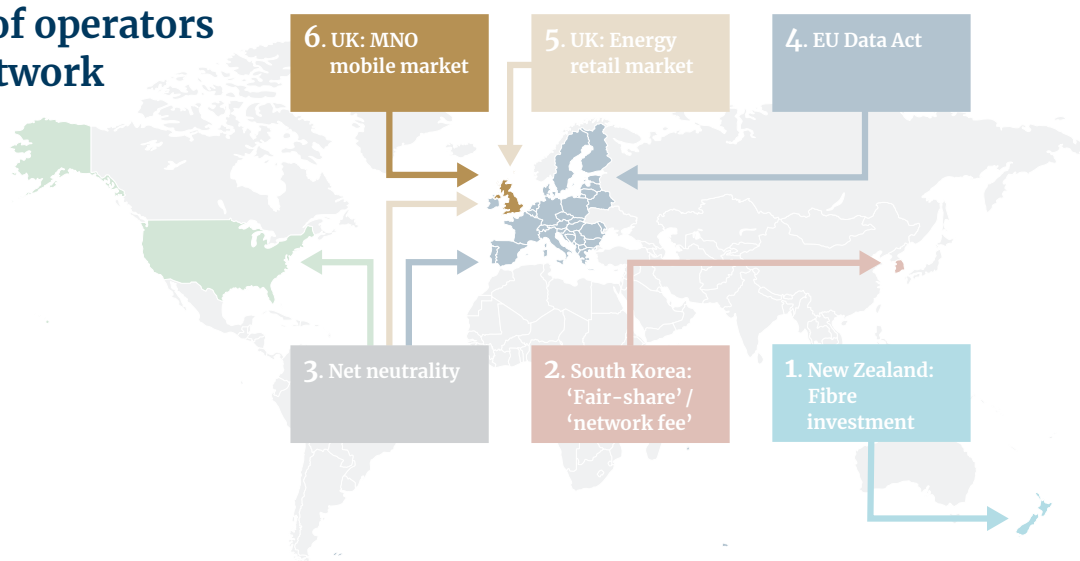 of operators
twork
6. UK: MNO
mobile market
5. UK: Energy
retail market
4. EU Data Act
3. Net neutrality
2. South Korea:
‘Fair-share’ /
‘network fee’
1. New Zealand:
Fibre
investment